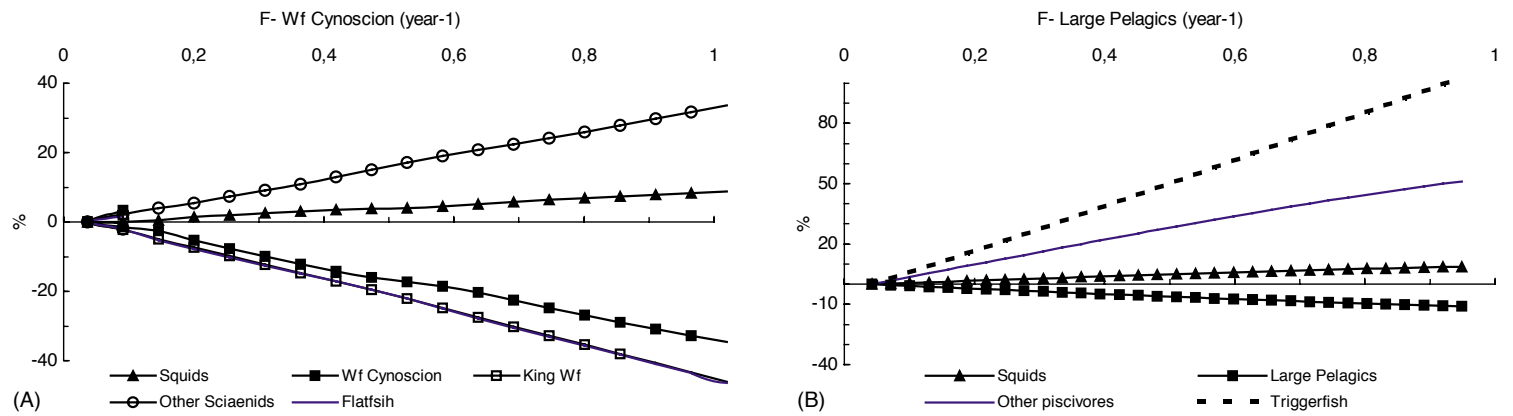 F- Wf Cynoscion (year-1)
0 0,2 0,4 0,6 0,8 1
40
20
0
-20
-40
%
Squids Wf Cynoscion King Wf
Other Sciaenids Flatfsih
(A)
F- Large Pelagics (year-1)
0 0,2 0,4 0,6 0,8 1
80
50
20
-10
-40
%
Squids Large Pelagics
Other piscivores Triggerfish
(B)